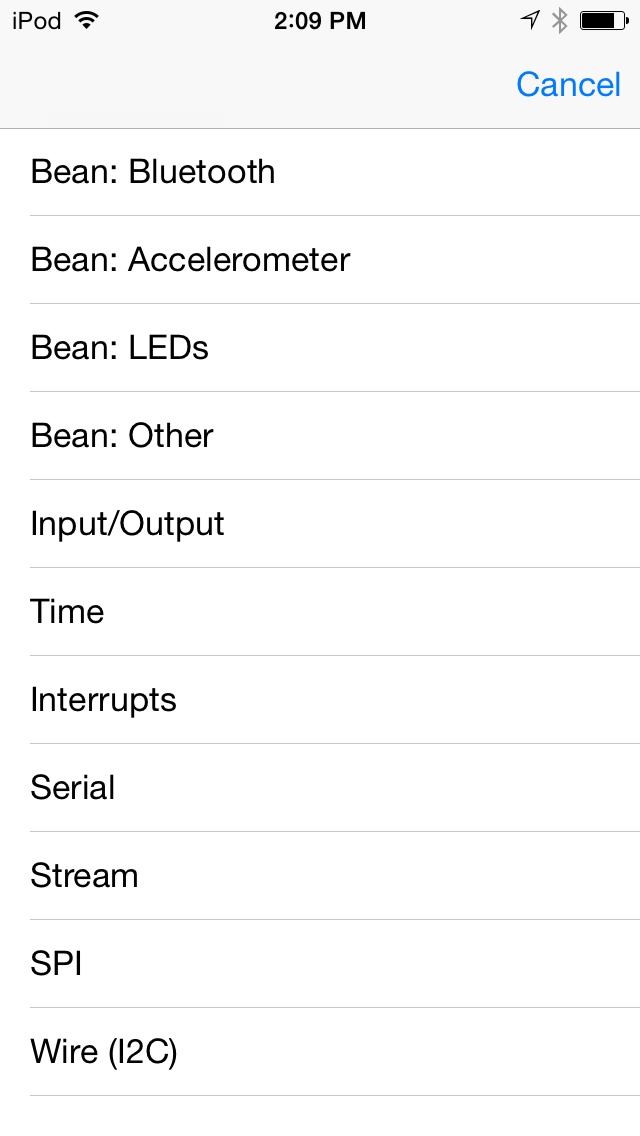 iPod 2:09 PM
Cancel
Bean: Bluetooth
Bean: Accelerometer
Bean: LEDs
Bean: Other
Input/Output
Time
Interrupts
Serial
Stream
SPI
Wire (I2C)